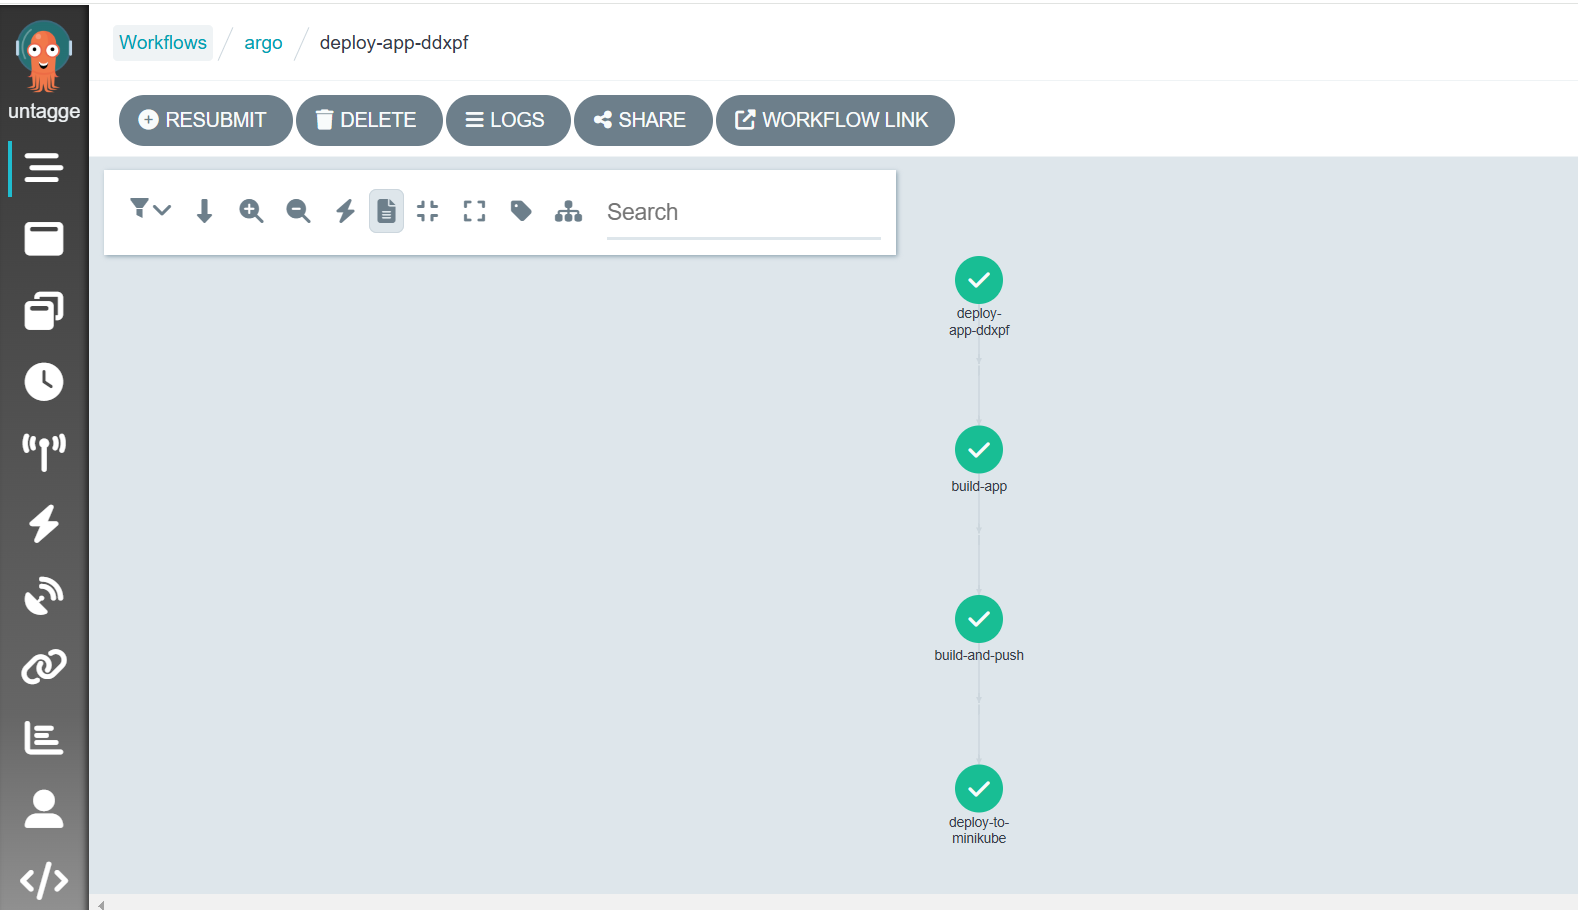 untagge
Workflows argo deploy-app-ddxpf
RESUBMIT DELETE LOGS SHARE WORKFLOW LINK
Search
deploy-
app-ddxpf
build-app
build-and-push
deploy-to-
minikube